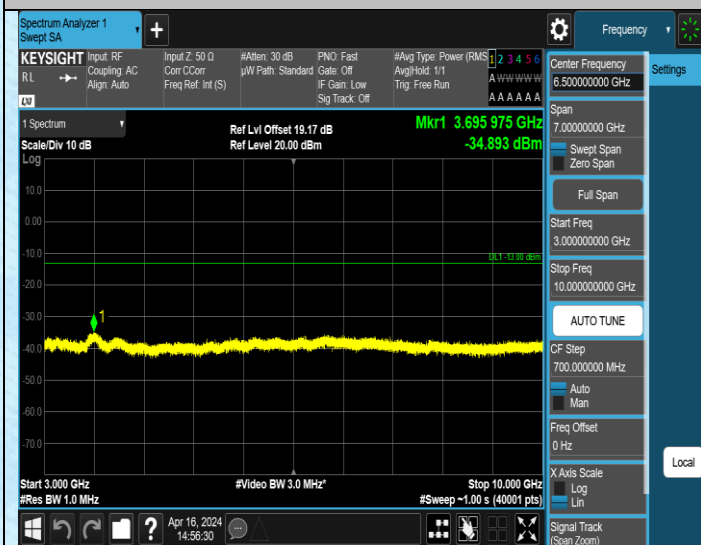 Spectrum Analyzer 1
Swept SA
+
Frequency
KEYSIGHT
RL
LXI
Input: RF
Coupling: AC
Align: Auto
Input Z: 50 Ω
Corr CCorr
Freq Ref: Int (S)
#Atten: 30 dB
µW Path: Standard
PNO: Fast
Gate: Off
IF Gain: Low
Sig Track: Off
#Avg Type: Power (RMS
Avg|Hold: 1/1
Trig: Free Run
1 2 3 4 5 6
A W W W W W
A A A A A A
1 Spectrum
Scale/Div 10 dB
Ref Lvl Offset 19.17 dB
Ref Level 20.00 dBm
Mkr1 3.695 975 GHz
-34.893 dBm
Log
10.0
0.00
-10.0
-20.0
-30.0
-40.0
-50.0
-60.0
-70.0
DL1 -13.00 dBm
1
Start 3.000 GHz
#Res BW 1.0 MHz
#Video BW 3.0 MHz*
Stop 10.000 GHz
#Sweep ~1.00 s (40001 pts)
?
Apr 16, 2024
14:56:30
Center Frequency
6.500000000 GHz
Span
7.00000000 GHz
Swept Span
Zero Span
Full Span
Start Freq
3.000000000 GHz
Stop Freq
10.000000000 GHz
AUTO TUNE
CF Step
700.000000 MHz
Auto
Man
Freq Offset
0 Hz
X Axis Scale
Log
Lin
Signal Track
(Span Zoom)
Settings
Local